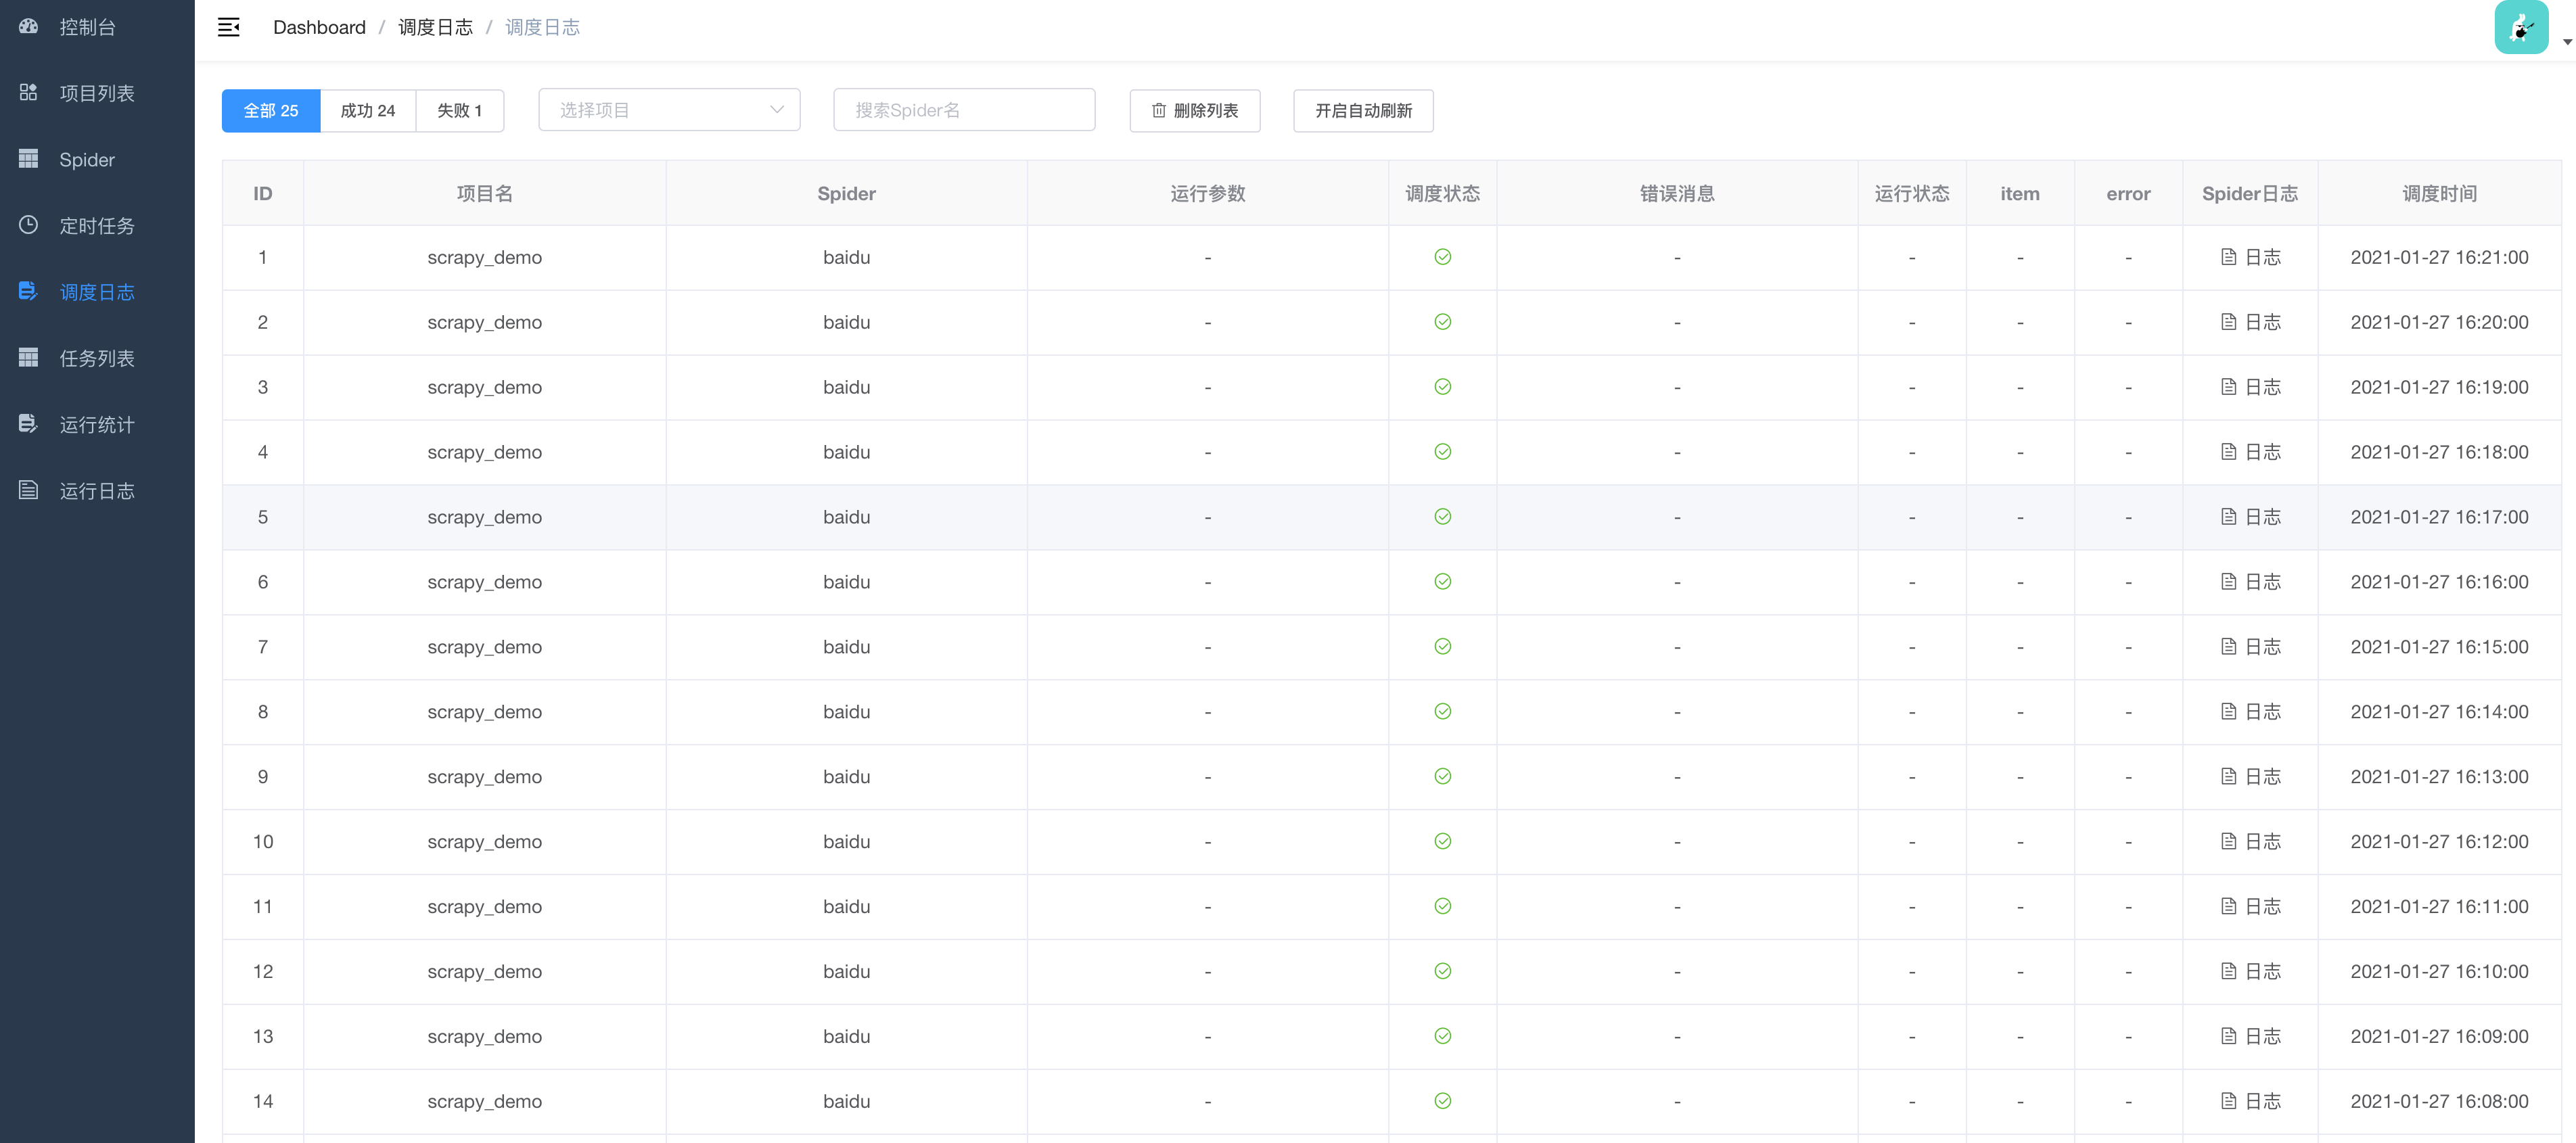 控制台
项目列表
Spider
定时任务
调度日志
任务列表
运行统计
运行日志
Dashboard / 调度日志 / 调度日志
全部 25 成功 24 失败 1 选择项目 搜索Spider名 删除列表 开启自动刷新
ID 项目名 Spider 运行参数 调度状态 错误消息 运行状态 item error Spider日志 调度时间
1 scrapy_demo baidu - - - - - 日志 2021-01-27 16:21:00
2 scrapy_demo baidu - - - - - 日志 2021-01-27 16:20:00
3 scrapy_demo baidu - - - - - 日志 2021-01-27 16:19:00
4 scrapy_demo baidu - - - - - 日志 2021-01-27 16:18:00
5 scrapy_demo baidu - - - - - 日志 2021-01-27 16:17:00
6 scrapy_demo baidu - - - - - 日志 2021-01-27 16:16:00
7 scrapy_demo baidu - - - - - 日志 2021-01-27 16:15:00
8 scrapy_demo baidu - - - - - 日志 2021-01-27 16:14:00
9 scrapy_demo baidu - - - - - 日志 2021-01-27 16:13:00
10 scrapy_demo baidu - - - - - 日志 2021-01-27 16:12:00
11 scrapy_demo baidu - - - - - 日志 2021-01-27 16:11:00
12 scrapy_demo baidu - - - - - 日志 2021-01-27 16:10:00
13 scrapy_demo baidu - - - - - 日志 2021-01-27 16:09:00
14 scrapy_demo baidu - - - - - 日志 2021-01-27 16:08:00